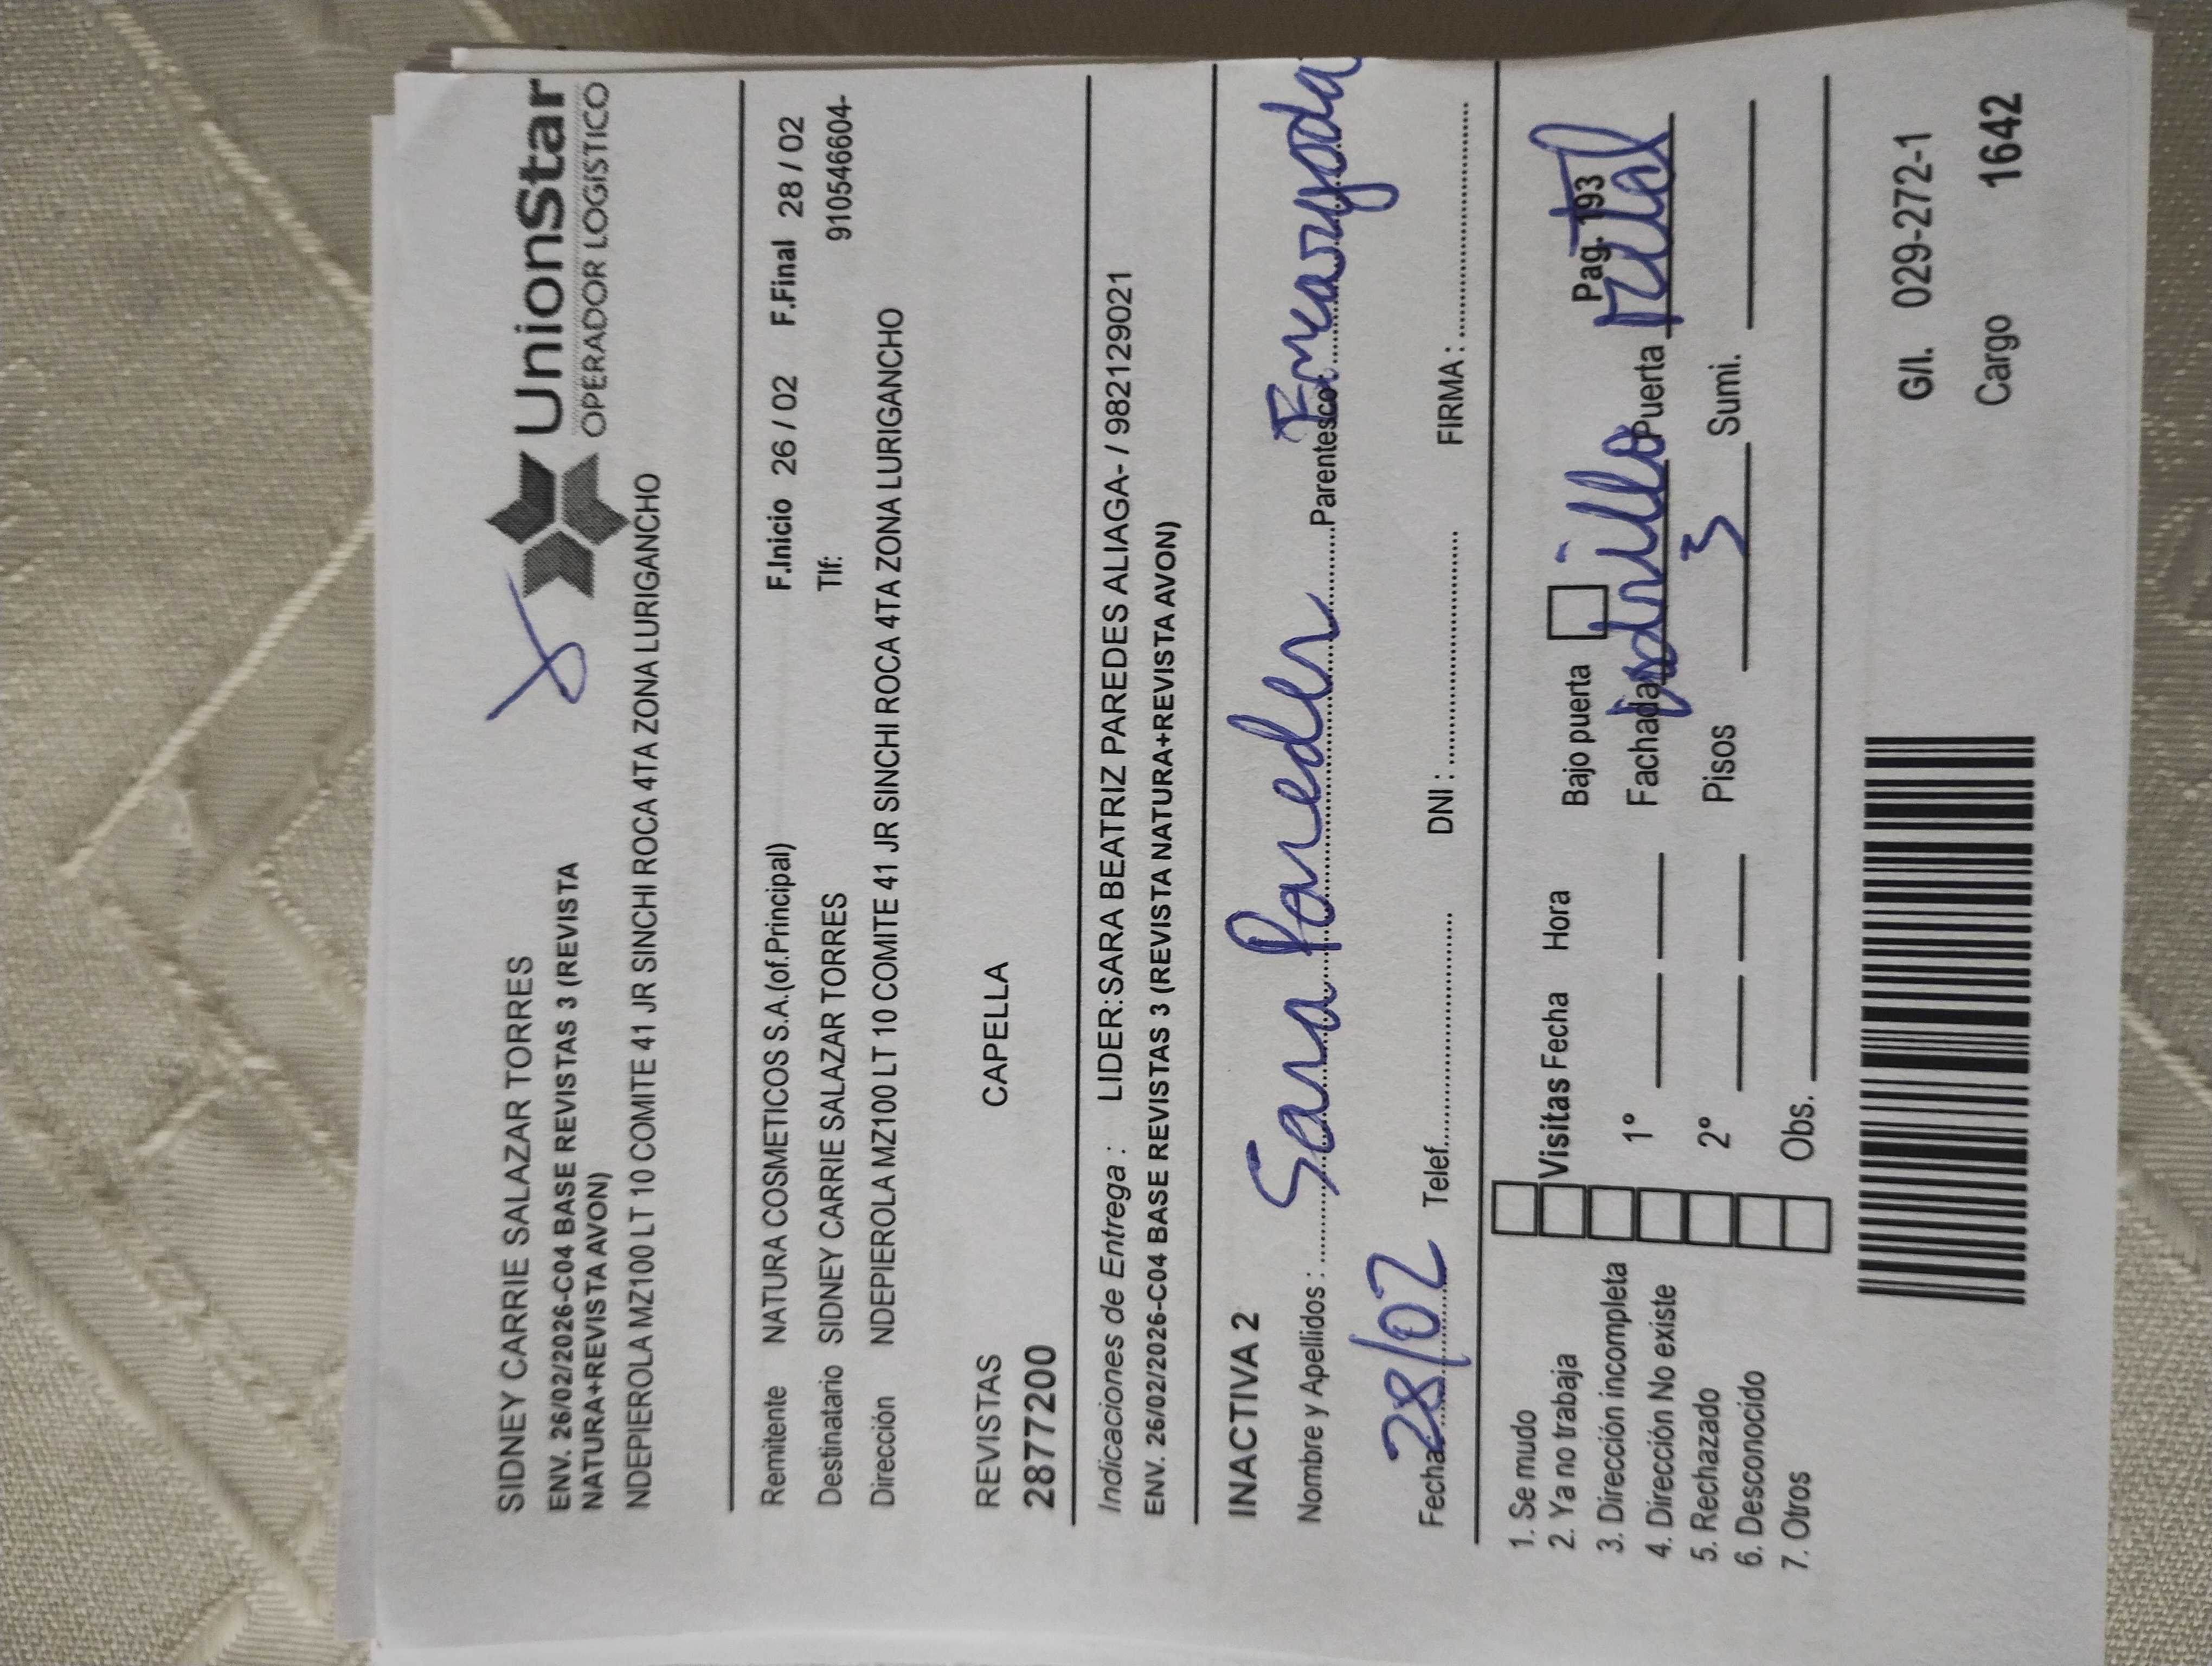 UnionStar
OPERADOR LOGISTICO
SIDNEY CARRIE SALAZAR TORRES
ENV. 26/02/2026-C04 BASE REVISTAS 3 (REVISTA
NATURA+REVISTA AVON)
NDEPIEROLA MZ100 LT 10 COMITE 41 JR SINCHI ROCA 4TA ZONA LURIGANCHO
Remitente NATURA COSMETICOS S.A.(of.Principal) F.Inicio 26 / 02 F.Final 28 / 02
Destinatario SIDNEY CARRIE SALAZAR TORRES Tlf: 910546604-
Dirección NDEPIEROLA MZ100 LT 10 COMITE 41 JR SINCHI ROCA 4TA ZONA LURIGANCHO
REVISTAS CAPELLA
2877200
Indicaciones de Entrega : LIDER:SARA BEATRIZ PAREDES ALIAGA- / 982129021
ENV. 26/02/2026-C04 BASE REVISTAS 3 (REVISTA NATURA+REVISTA AVON)
INACTIVA 2
Nombre y Apellidos : Sara Paredes Parentesco: Encargada
Fecha 28/02 Telef. DNI : FIRMA :
1. Se mudo
2. Ya no trabaja Visitas Fecha Hora Bajo puerta Pag. 193
3. Dirección incompleta 1° Fachada ladrillo Puerta metal
4. Dirección No existe
5. Rechazado 2° Pisos 3 Sumi.
6. Desconocido
7. Otros Obs.
G/I. 029-272-1
Cargo 1642